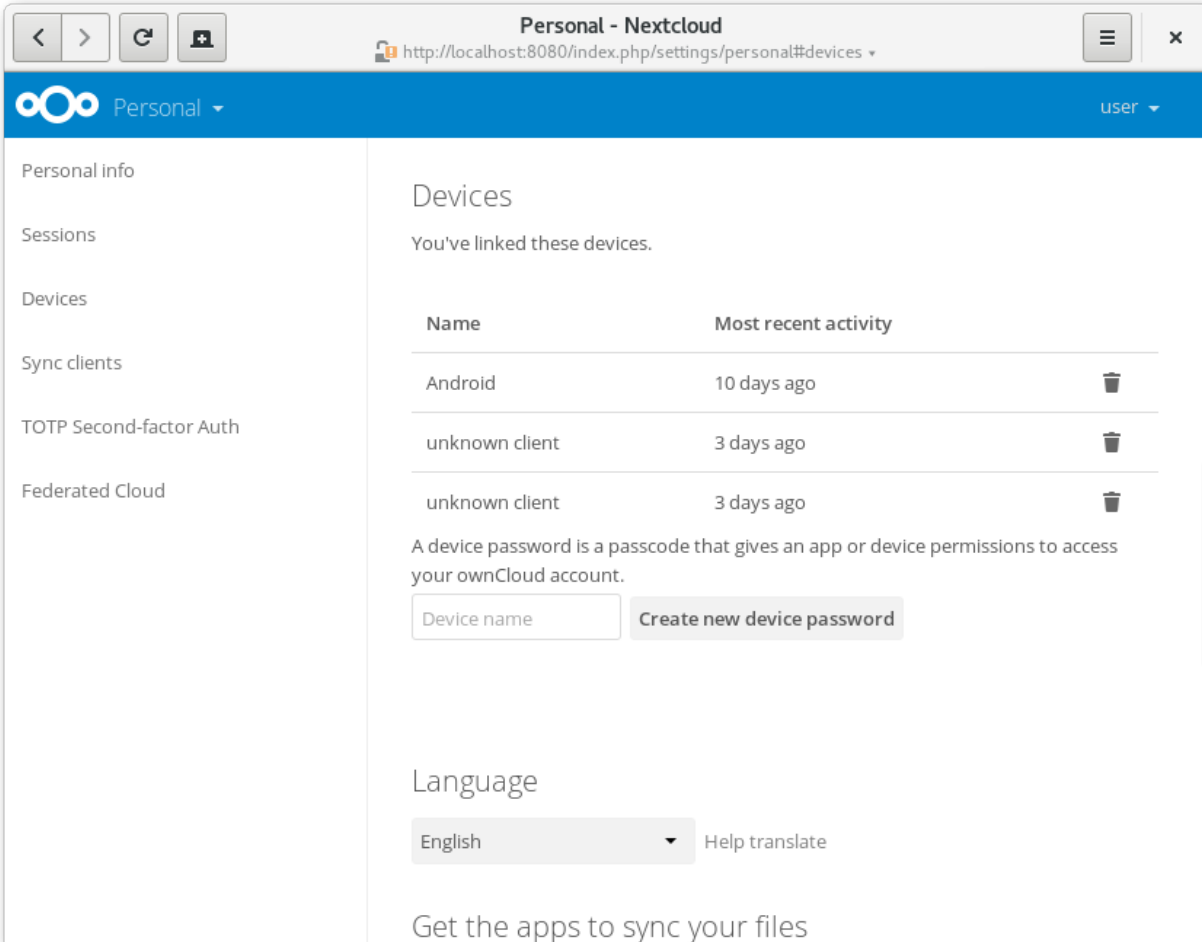 Personal - Nextcloud
http://localhost:8080/index.php/settings/personal#devices
Personal
user
Personal info
Sessions
Devices
Sync clients
TOTP Second-factor Auth
Federated Cloud
Devices
You've linked these devices.
Name Most recent activity
Android 10 days ago
unknown client 3 days ago
unknown client 3 days ago
A device password is a passcode that gives an app or device permissions to access
your ownCloud account.
Device name Create new device password
Language
English Help translate
Get the apps to sync your files